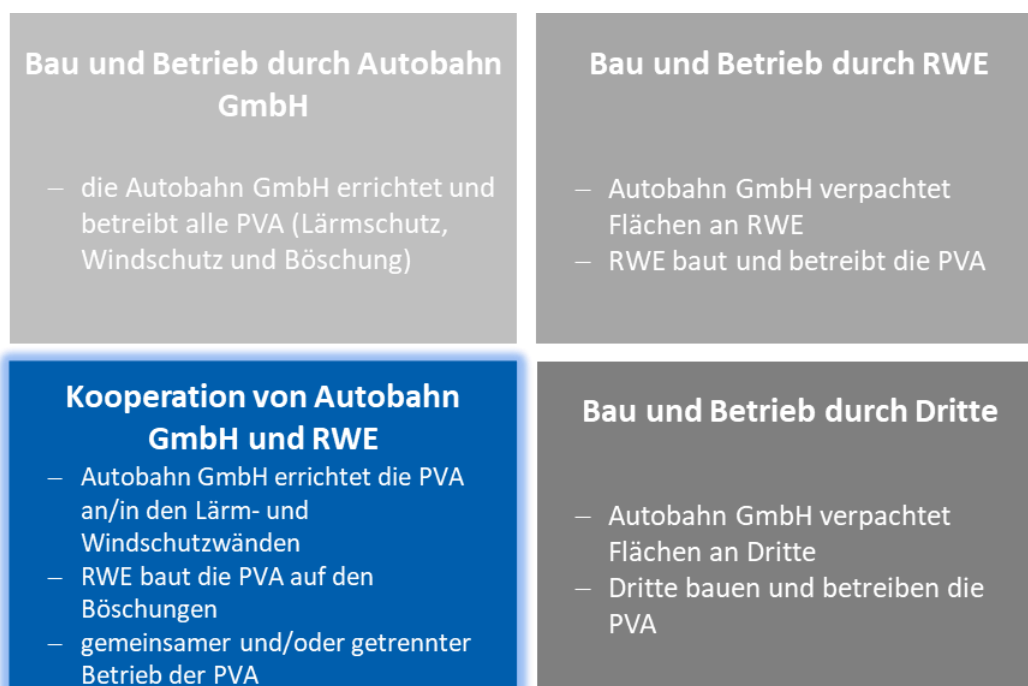 Bau und Betrieb durch Autobahn
GmbH
– die Autobahn GmbH errichtet und
betreibt alle PVA (Lärmschutz,
Windschutz und Böschung)
Bau und Betrieb durch RWE
– Autobahn GmbH verpachtet
Flächen an RWE
– RWE baut und betreibt die PVA
Kooperation von Autobahn
GmbH und RWE
– Autobahn GmbH errichtet die PVA
an/in den Lärm- und
Windschutzwänden
– RWE baut die PVA auf den
Böschungen
– gemeinsamer und/oder getrennter
Betrieb der PVA
Bau und Betrieb durch Dritte
– Autobahn GmbH verpachtet
Flächen an Dritte
– Dritte bauen und betreiben die
PVA